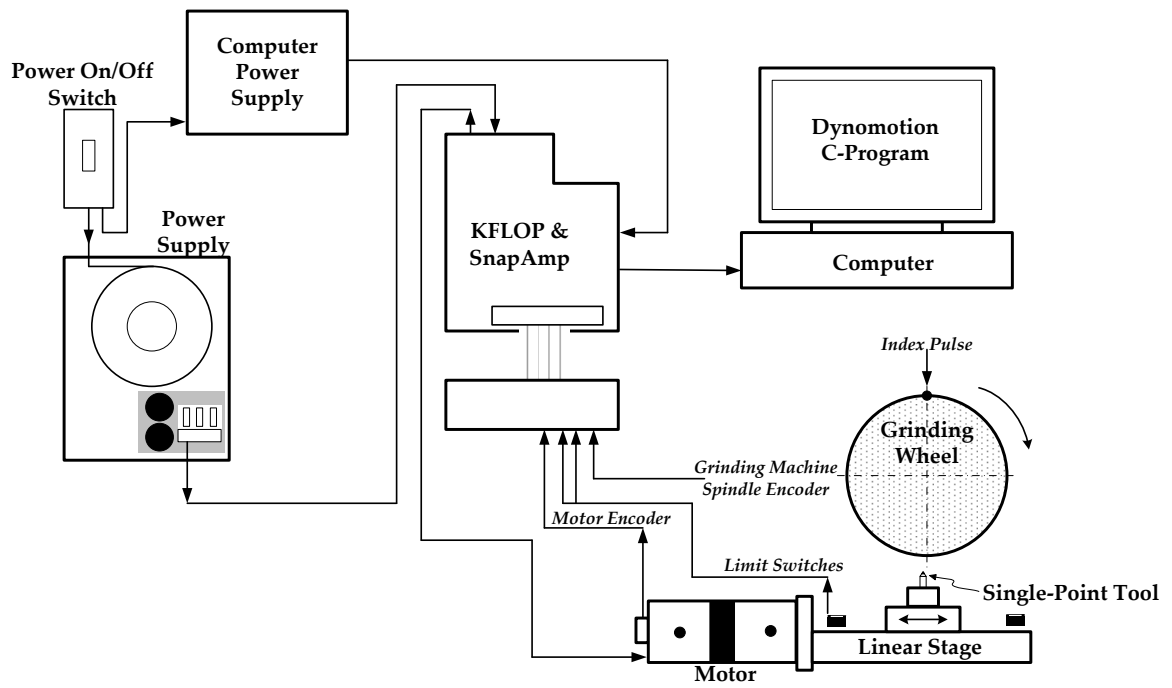 Computer
Power
Supply
Power On/Off
Switch
Dynomotion
C-Program
KFLOP &
SnapAmp
Power
Supply
Computer
Index Pulse
Grinding
Wheel
Grinding Machine
Spindle Encoder
Motor Encoder
Limit Switches
Single-Point Tool
Linear Stage
Motor